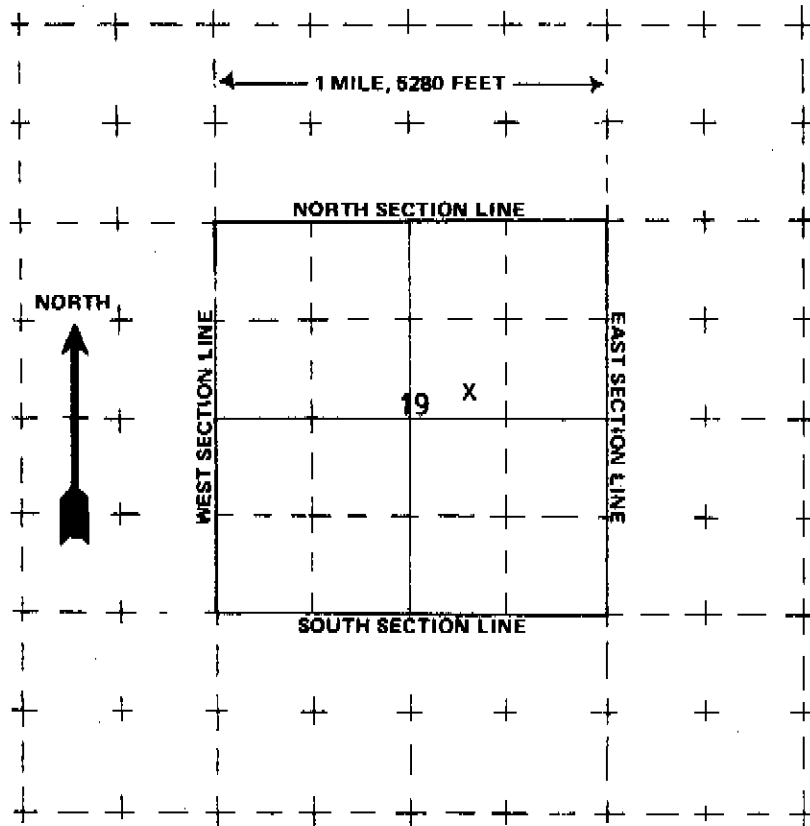 1 MILE, 5280 FEET
NORTH SECTION LINE
NORTH
WEST SECTION LINE
EAST SECTION LINE
19 X
SOUTH SECTION LINE